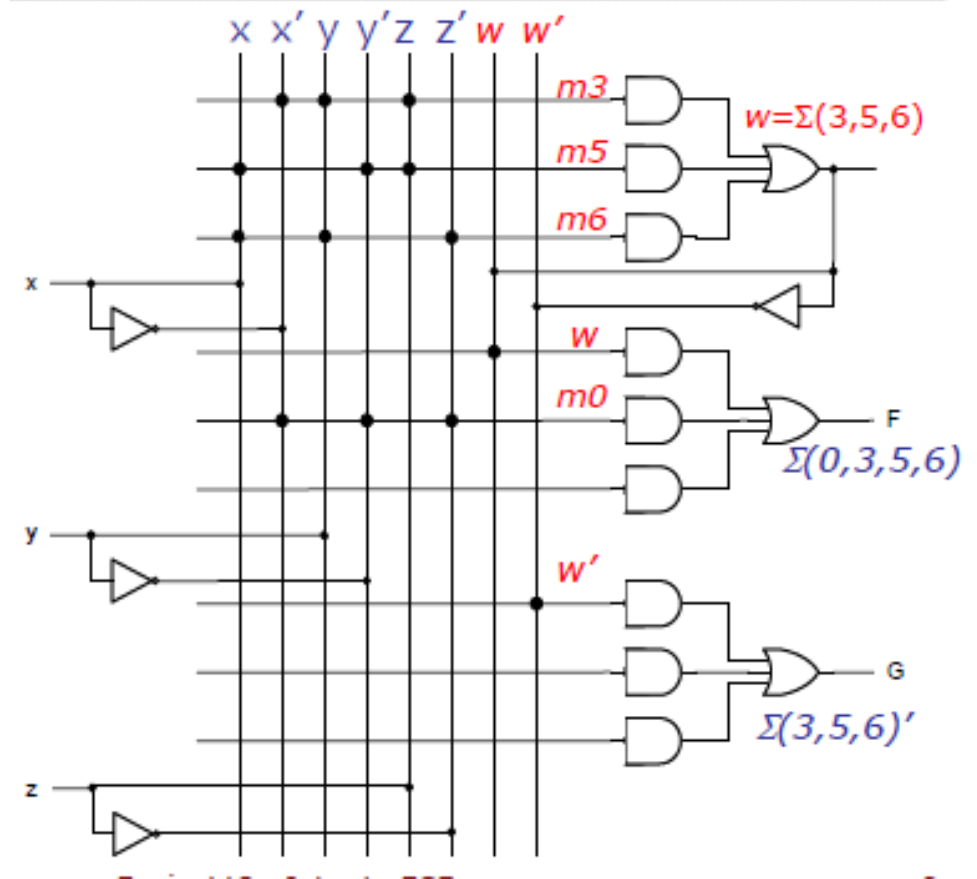 x x′ y y′ z z′ w w′
m3
w=Σ(3,5,6)
m5
m6
x
w
m0
F
Σ(0,3,5,6)
y
w′
G
Σ(3,5,6)′
z